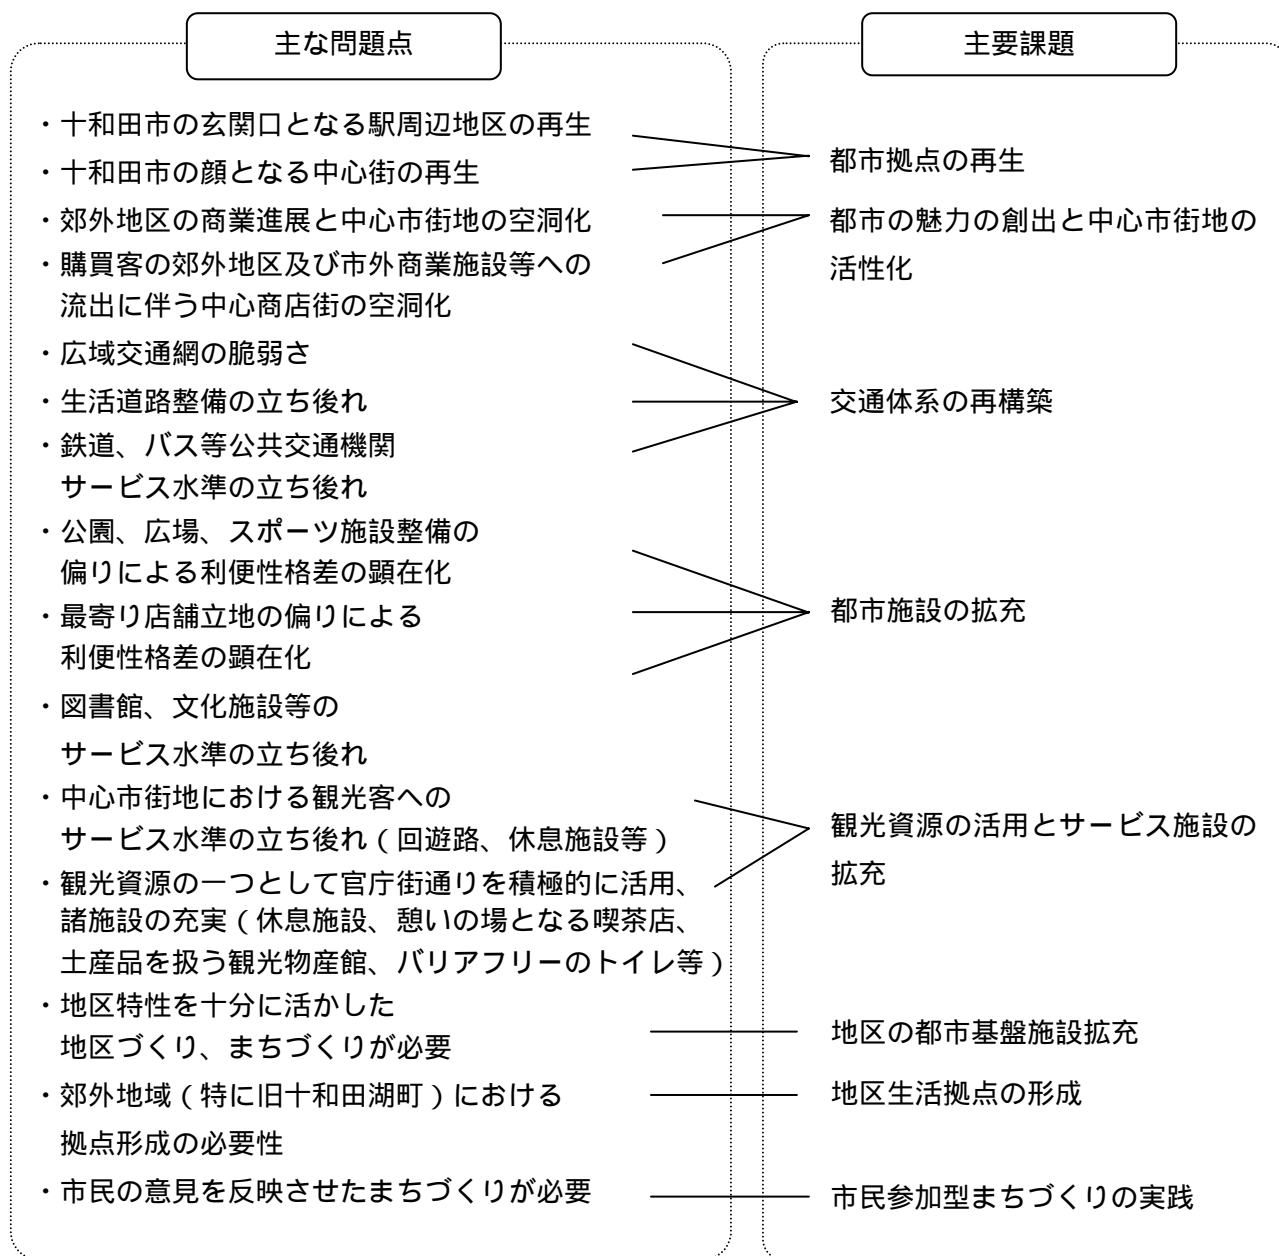 主な問題点
・十和田市の玄関口となる駅周辺地区の再生
・十和田市の顔となる中心街の再生
・郊外地区の商業進展と中心市街地の空洞化
・購買客の郊外地区及び市外商業施設等への
流出に伴う中心商店街の空洞化
・広域交通網の脆弱さ
・生活道路整備の立ち後れ
・鉄道、バス等公共交通機関
サービス水準の立ち後れ
・公園、広場、スポーツ施設整備の
偏りによる利便性格差の顕在化
・最寄り店舗立地の偏りによる
利便性格差の顕在化
・図書館、文化施設等の
サービス水準の立ち後れ
・中心市街地における観光客への
サービス水準の立ち後れ(回遊路、休息施設等)
・観光資源の一つとして官庁街通りを積極的に活用、
諸施設の充実(休息施設、憩いの場となる喫茶店、
土産品を扱う観光物産館、バリアフリーのトイレ等)
・地区特性を十分に活かした
地区づくり、まちづくりが必要
・郊外地域(特に旧十和田湖町)における
拠点形成の必要性
・市民の意見を反映させたまちづくりが必要
主要課題
都市拠点の再生
都市の魅力の創出と中心市街地の
活性化
交通体系の再構築
都市施設の拡充
観光資源の活用とサービス施設の
拡充
地区の都市基盤施設拡充
地区生活拠点の形成
市民参加型まちづくりの実践